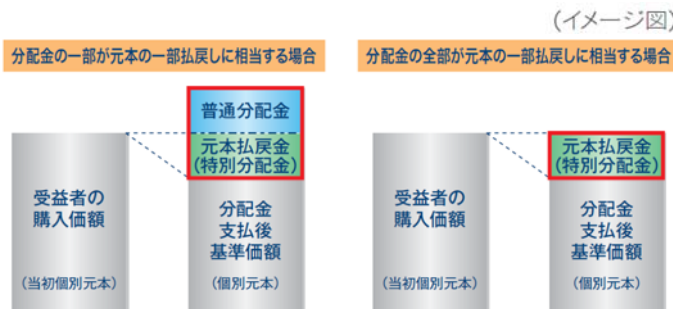 (イメージ図)
分配金の一部が元本の一部払戻しに相当する場合
普通分配金
元本払戻金
(特別分配金)
受益者の
購入価額
(当初個別元本)
分配金
支払後
基準価額
(個別元本)
分配金の全部が元本の一部払戻しに相当する場合
元本払戻金
(特別分配金)
受益者の
購入価額
(当初個別元本)
分配金
支払後
基準価額
(個別元本)